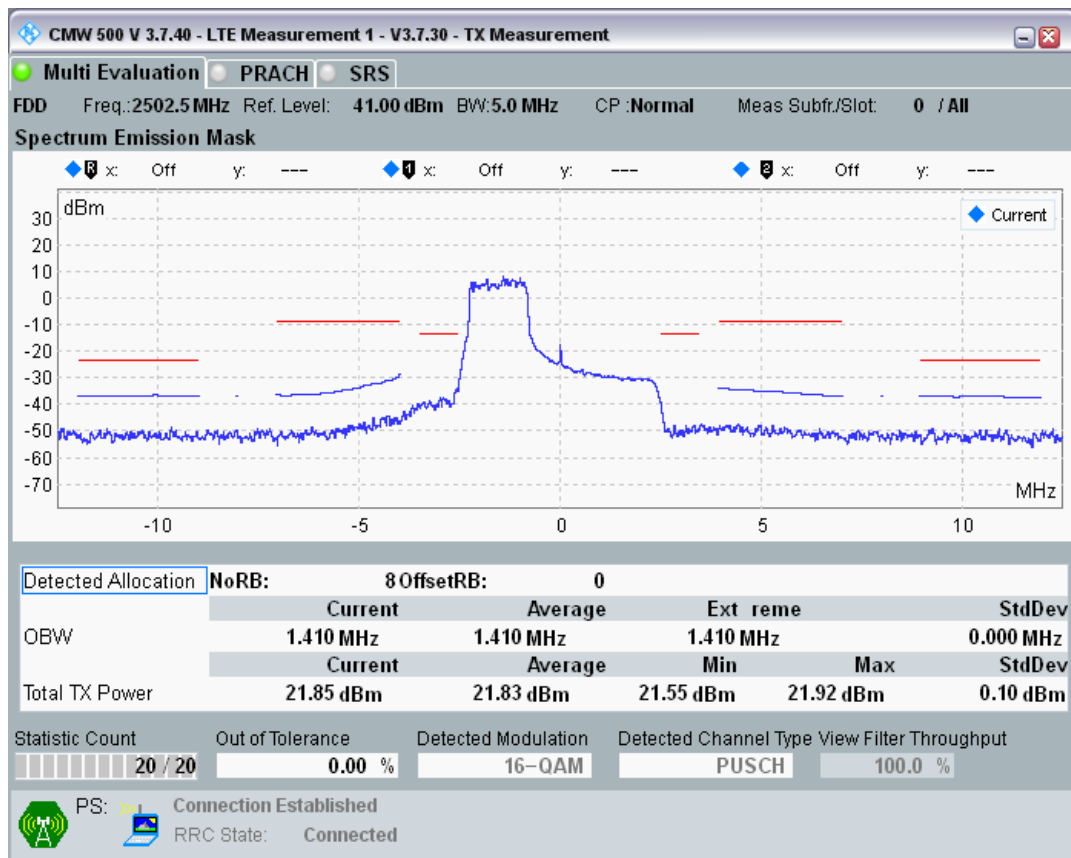 CMW 500 V 3.7.40 - LTE Measurement 1 - V3.7.30 - TX Measurement
Multi Evaluation PRACH SRS
FDD Freq.:2502.5 MHz Ref. Level: 41.00 dBm BW:5.0 MHz CP :Normal Meas Subfr./Slot: 0 / All
Spectrum Emission Mask
R x: Off y: --- 1 x: Off y: --- 2 x: Off y: ---
dBm
Current
30
20
10
0
-10
-20
-30
-40
-50
-60
-70
MHz
-10 -5 0 5 10
Detected Allocation NoRB: 8 OffsetRB: 0
Current Average Ext reme StdDev
OBW 1.410 MHz 1.410 MHz 1.410 MHz 0.000 MHz
Current Average Min Max StdDev
Total TX Power 21.85 dBm 21.83 dBm 21.55 dBm 21.92 dBm 0.10 dBm
Statistic Count Out of Tolerance Detected Modulation Detected Channel Type View Filter Throughput
20 / 20 0.00 % 16-QAM PUSCH 100.0 %
PS: Connection Established
RRC State: Connected